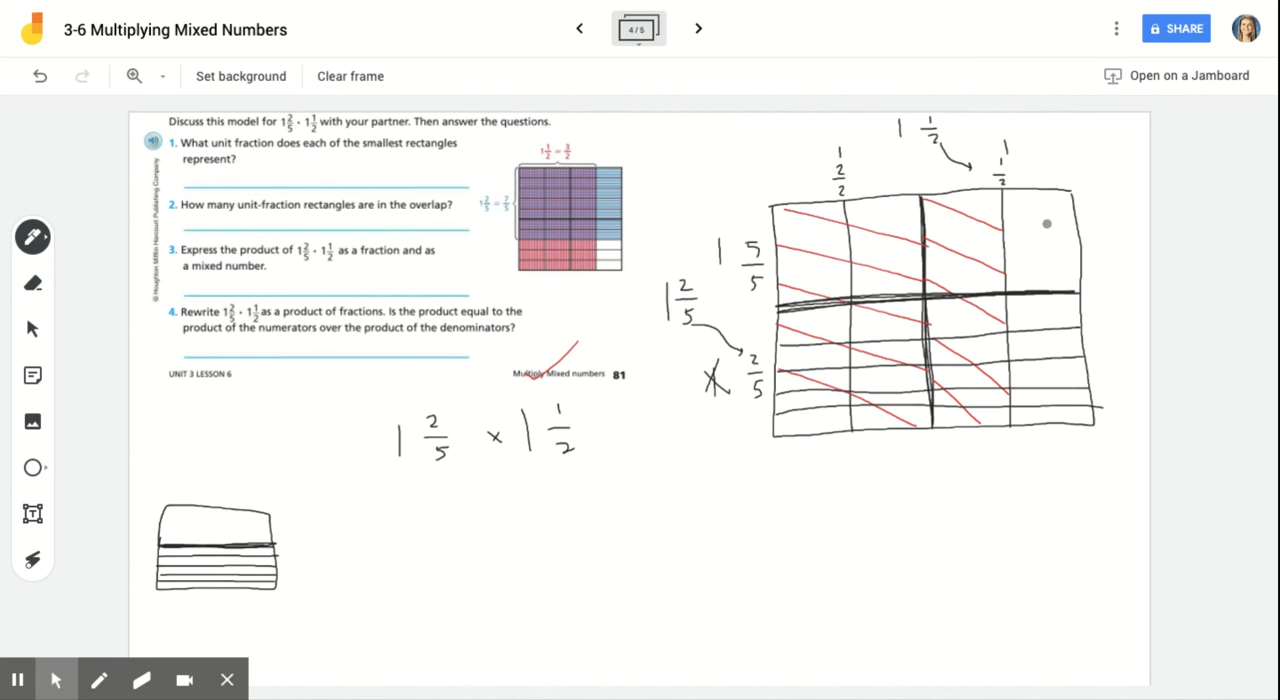 3-6 Multiplying Mixed Numbers
4/5
SHARE
Set background
Clear frame
Open on a Jamboard
Discuss this model for 1 2/5 · 1 1/2 with your partner. Then answer the questions.
1. What unit fraction does each of the smallest rectangles
represent?
2. How many unit-fraction rectangles are in the overlap?
3. Express the product of 1 2/5 · 1 1/2 as a fraction and as
a mixed number.
4. Rewrite 1 2/5 · 1 1/2 as a product of fractions. Is the product equal to the
product of the numerators over the product of the denominators?
© Houghton Mifflin Harcourt Publishing Company
1 1/2 = 3/2
1 2/5 = 7/5
UNIT 3 LESSON 6
Multiply Mixed numbers 81
1 2/5 × 1 1/2
1 1/2
1
2/2
1
1/2
1 5/5
1 2/5
2/5